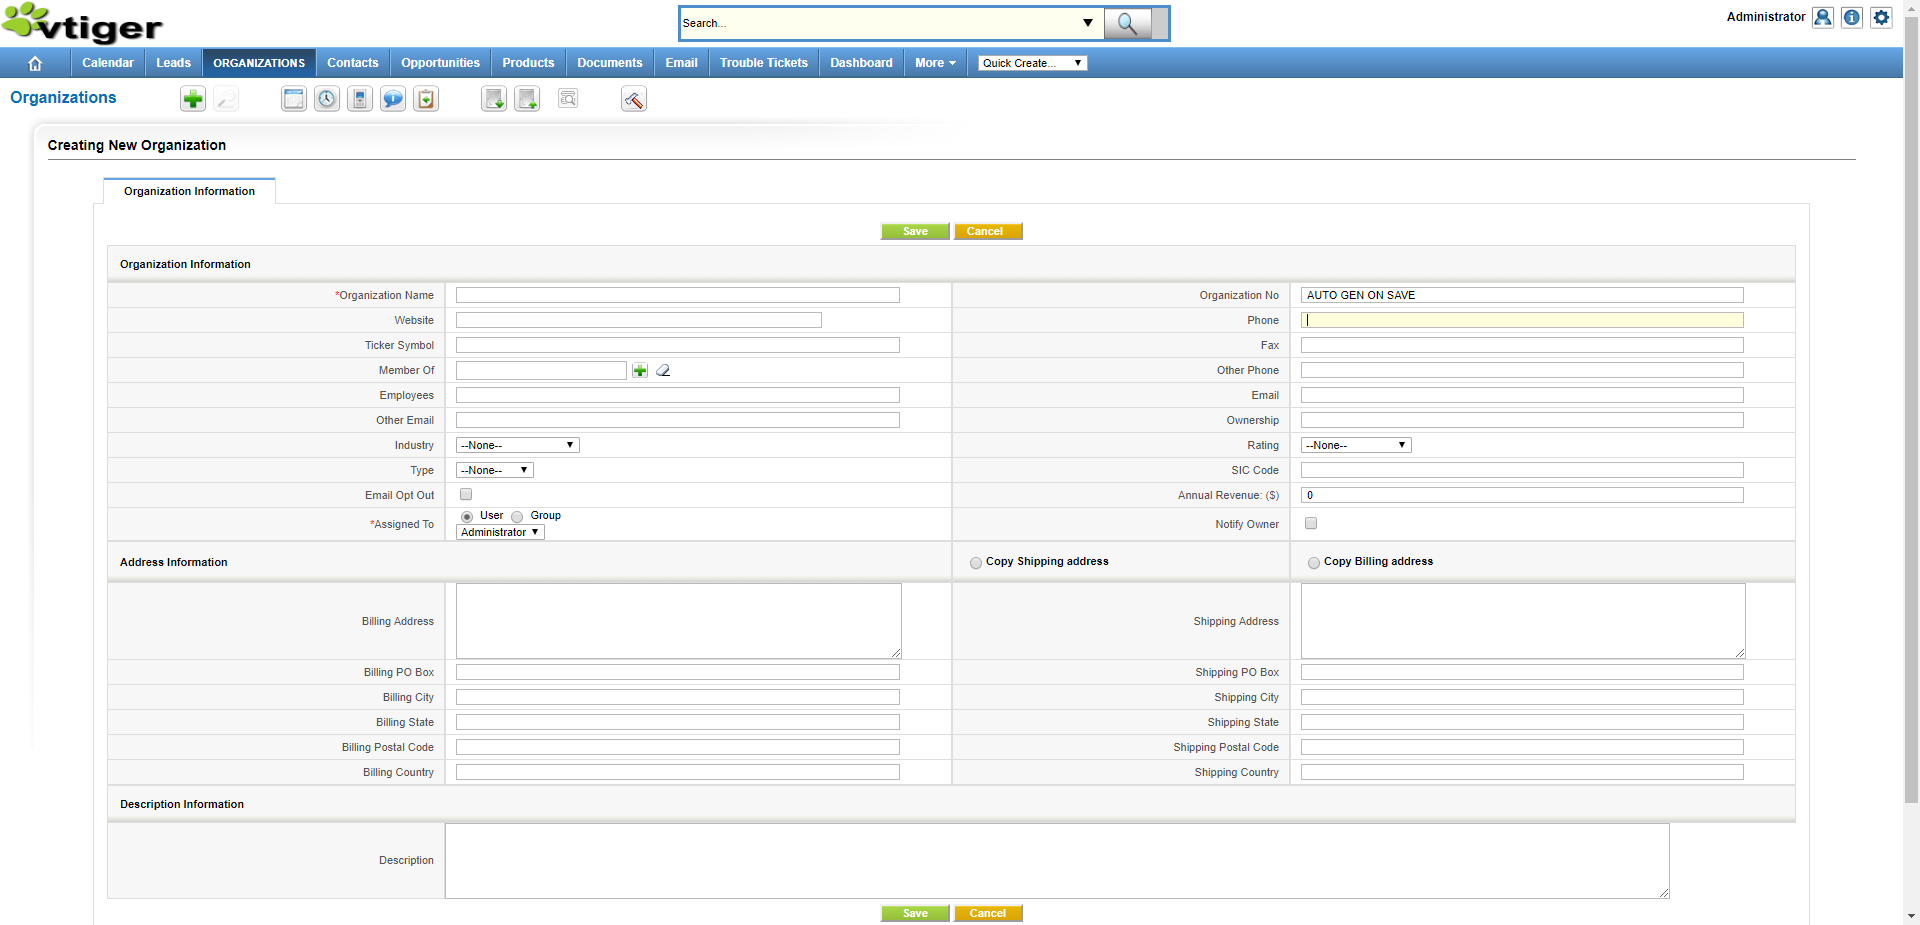 vtiger
Search...
Administrator
Calendar Leads ORGANIZATIONS Contacts Opportunities Products Documents Email Trouble Tickets Dashboard More Quick Create...
Organizations
Creating New Organization
Organization Information
Save Cancel
Organization Information
*Organization Name Organization No AUTO GEN ON SAVE
Website Phone
Ticker Symbol Fax
Member Of Other Phone
Employees Email
Other Email Ownership
Industry --None-- Rating --None--
Type --None-- SIC Code
Email Opt Out Annual Revenue: ($) 0
*Assigned To User Group Notify Owner
Administrator
Address Information Copy Shipping address Copy Billing address
Billing Address Shipping Address
Billing PO Box Shipping PO Box
Billing City Shipping City
Billing State Shipping State
Billing Postal Code Shipping Postal Code
Billing Country Shipping Country
Description Information
Description
Save Cancel